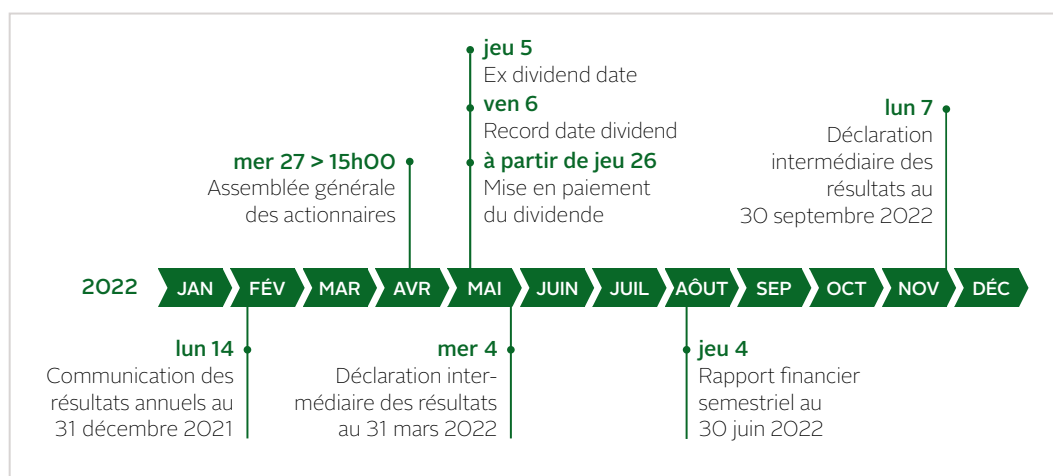 jeu 5
Ex dividend date
ven 6
Record date dividend
à partir de jeu 26
Mise en paiement
du dividende
mer 27 > 15h00
Assemblée générale
des actionnaires
lun 7
Déclaration
intermédiaire des
résultats au
30 septembre 2022
2022 JAN FÉV MAR AVR MAI JUIN JUIL AÔUT SEP OCT NOV DÉC
lun 14
Communication des
résultats annuels au
31 décembre 2021
mer 4
Déclaration inter-
médiaire des résultats
au 31 mars 2022
jeu 4
Rapport financier
semestriel au
30 juin 2022